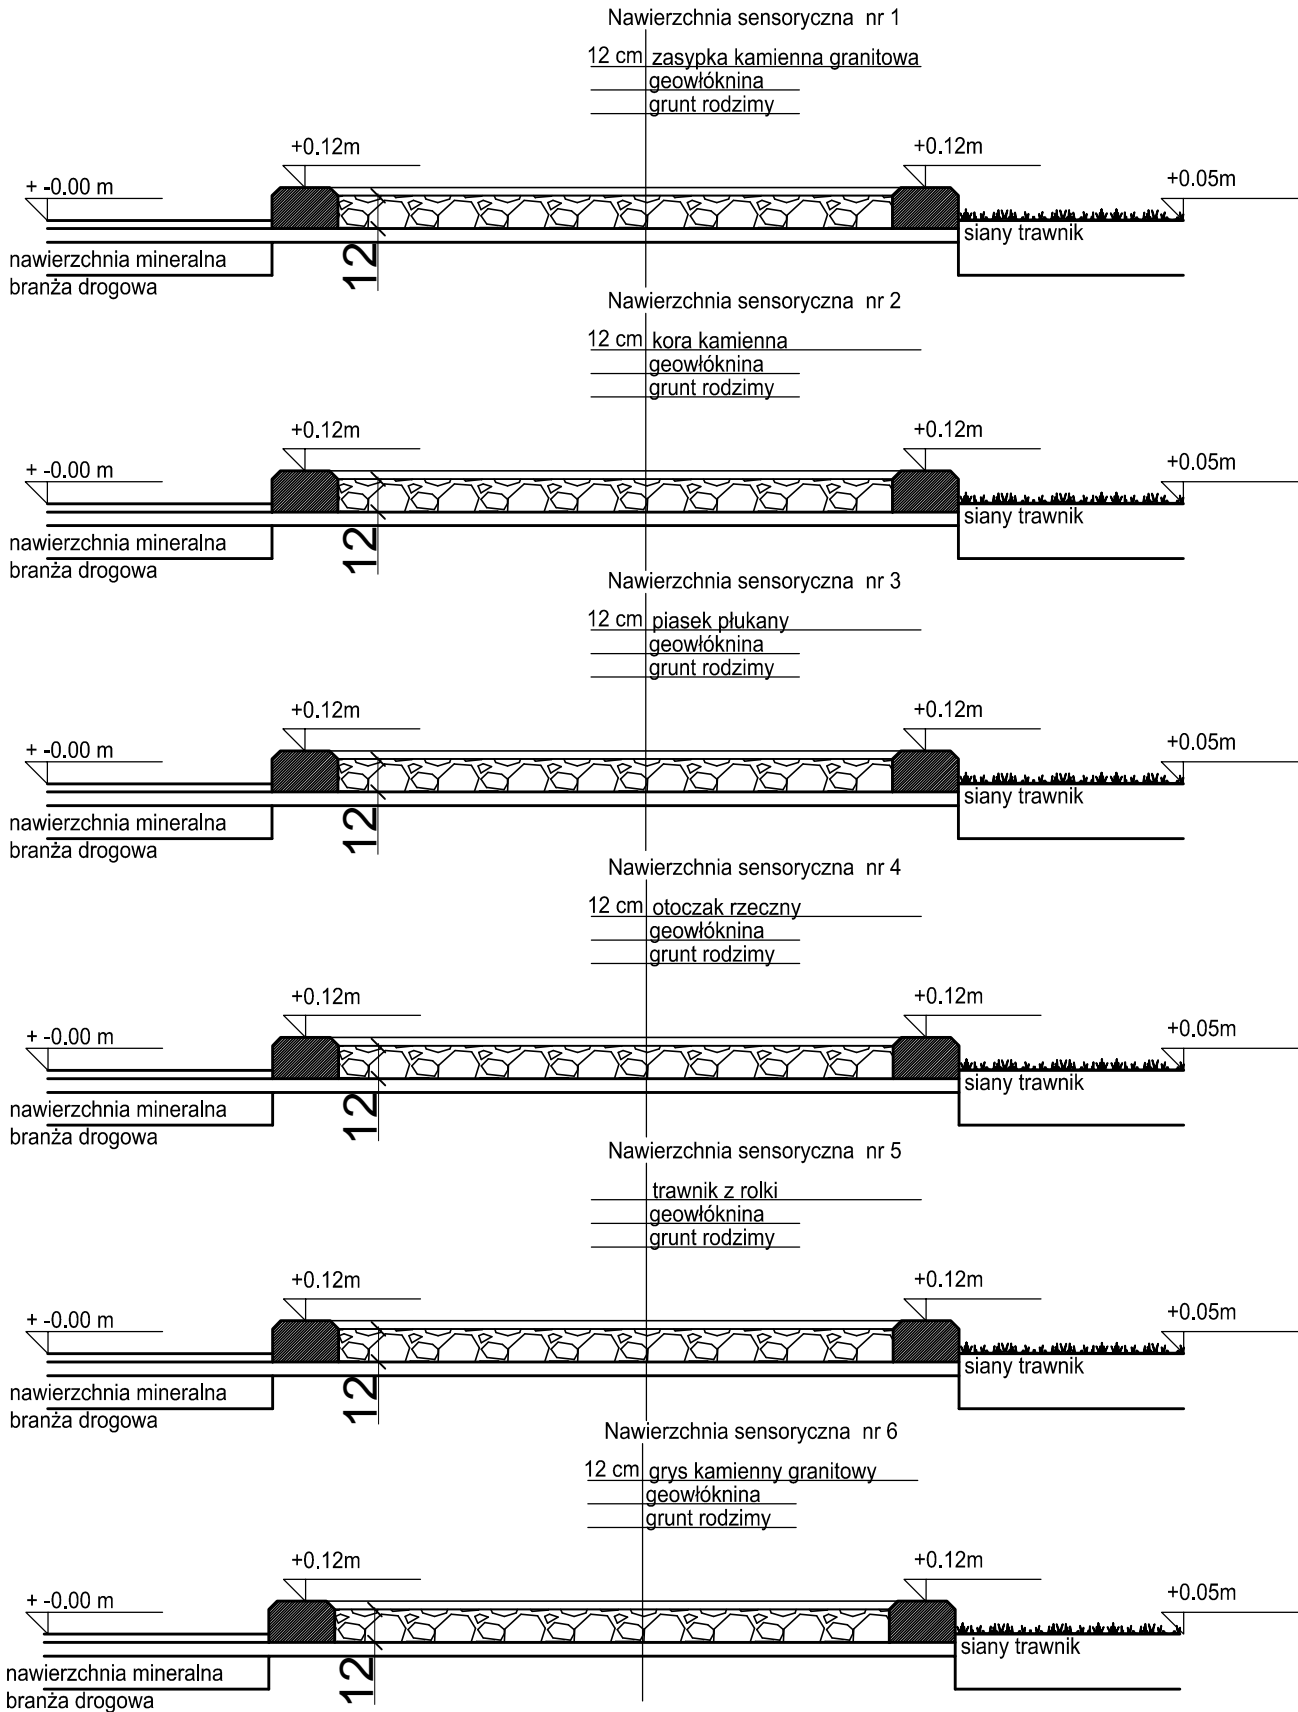 Nawierzchnia sensoryczna nr 1
12 cm zasypka kamienna granitowa
geowłóknina
grunt rodzimy
+0.12m
+0.12m
+ -0.00 m
+0.05m
siany trawnik
nawierzchnia mineralna
branża drogowa
12
Nawierzchnia sensoryczna nr 2
12 cm kora kamienna
geowłóknina
grunt rodzimy
+0.12m
+0.12m
+ -0.00 m
+0.05m
siany trawnik
nawierzchnia mineralna
branża drogowa
12
Nawierzchnia sensoryczna nr 3
12 cm piasek płukany
geowłóknina
grunt rodzimy
+0.12m
+0.12m
+ -0.00 m
+0.05m
siany trawnik
nawierzchnia mineralna
branża drogowa
12
Nawierzchnia sensoryczna nr 4
12 cm otoczak rzeczny
geowłóknina
grunt rodzimy
+0.12m
+0.12m
+ -0.00 m
+0.05m
siany trawnik
nawierzchnia mineralna
branża drogowa
12
Nawierzchnia sensoryczna nr 5
trawnik z rolki
geowłóknina
grunt rodzimy
+0.12m
+0.12m
+ -0.00 m
+0.05m
siany trawnik
nawierzchnia mineralna
branża drogowa
12
Nawierzchnia sensoryczna nr 6
12 cm grys kamienny granitowy
geowłóknina
grunt rodzimy
+0.12m
+0.12m
+ -0.00 m
+0.05m
siany trawnik
nawierzchnia mineralna
branża drogowa
12